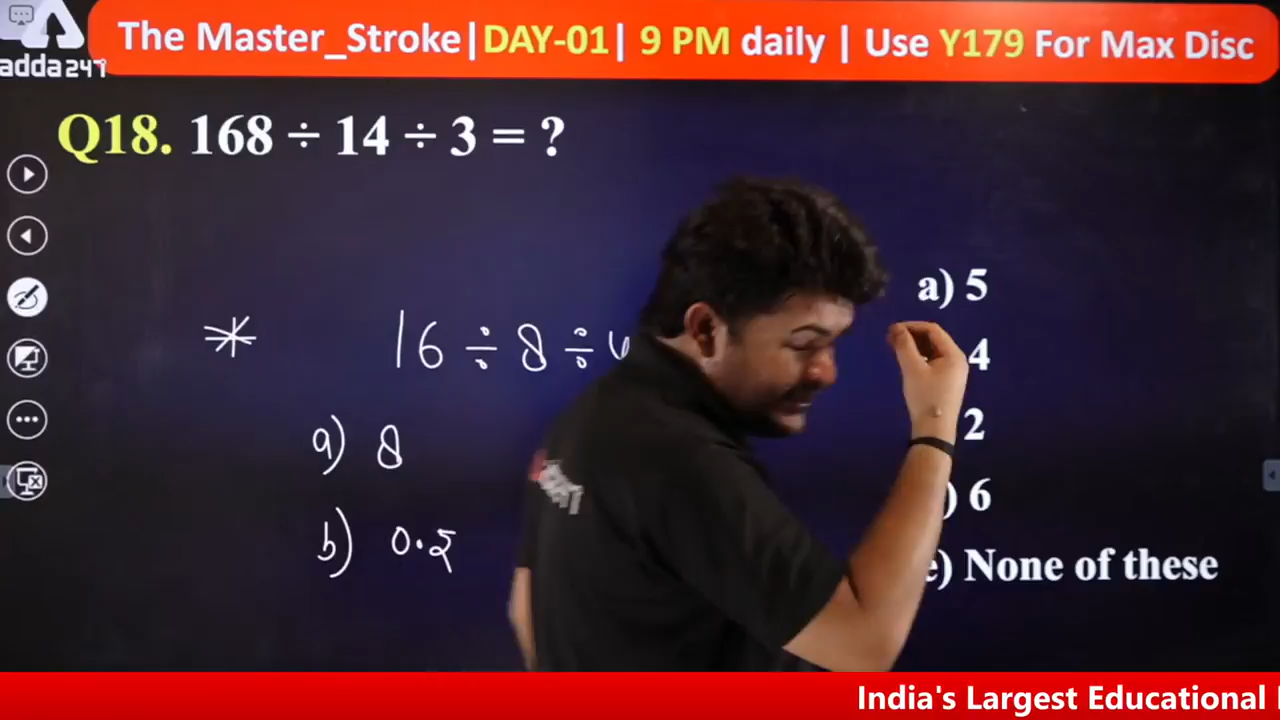 The Master_Stroke|DAY-01| 9 PM daily | Use Y179 For Max Disc
adda247
Q18. 168 ÷ 14 ÷ 3 = ?
* 16 ÷ 8 ÷
a) 8
b) 0.5
a) 5
4
2
) 6
e) None of these
India's Largest Educational